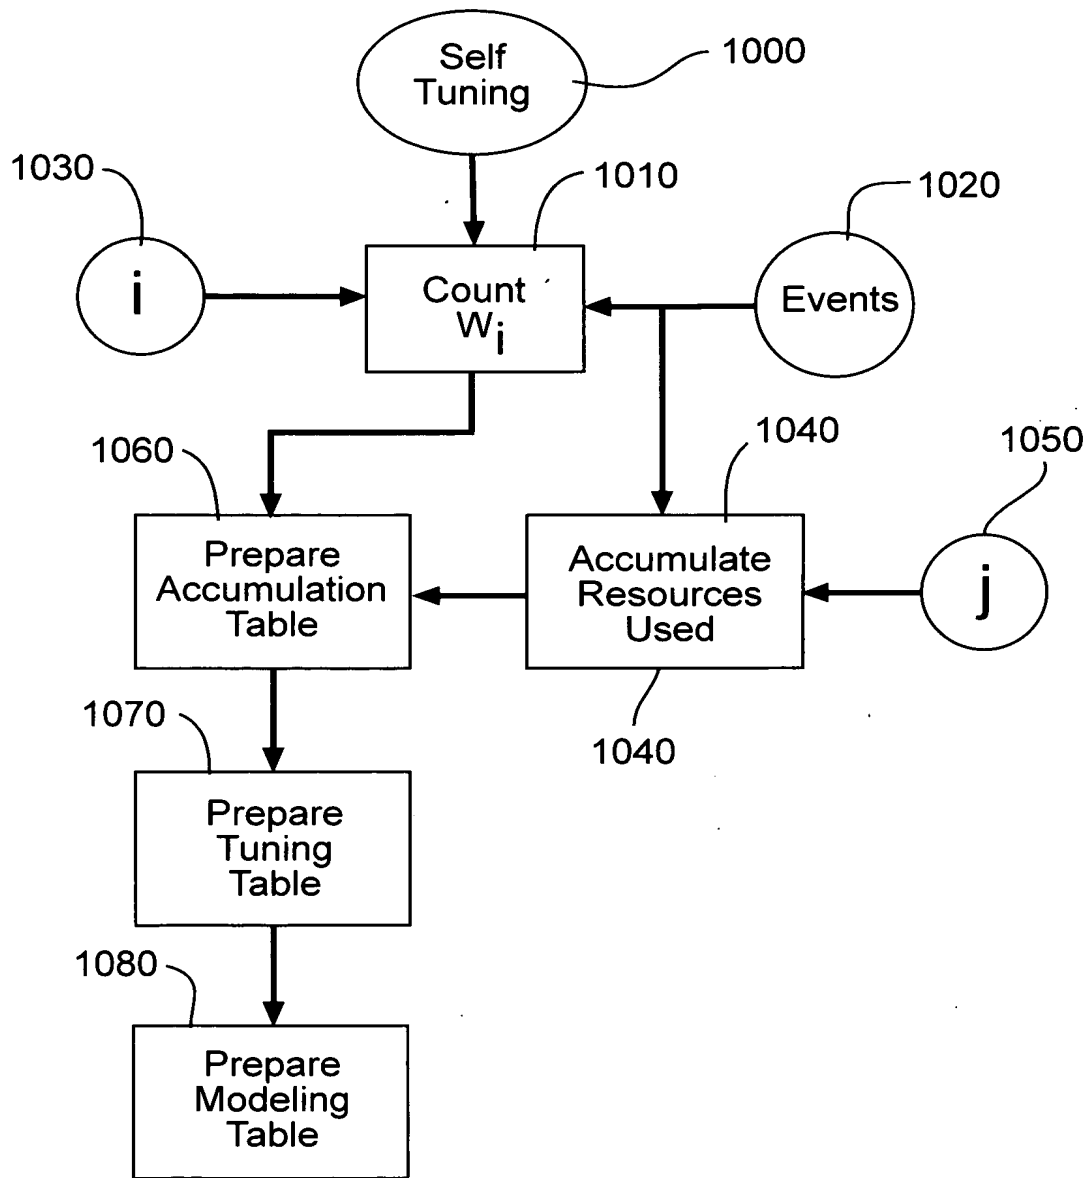 Self
Tuning
1000
1030
1010
1020
i
Count
Wi
Events
1060
1040
1050
Prepare
Accumulation
Table
Accumulate
Resources
Used
j
1070
1040
Prepare
Tuning
Table
1080
Prepare
Modeling
Table